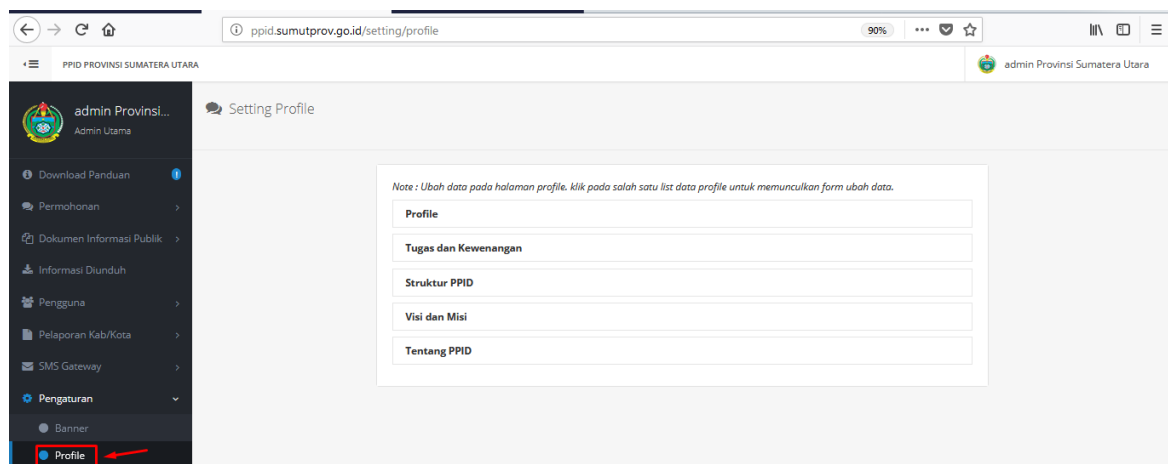 ppid.sumutprov.go.id/setting/profile
90%
PPID PROVINSI SUMATERA UTARA
admin Provinsi Sumatera Utara
admin Provinsi...
Admin Utama
Setting Profile
Download Panduan
Permohonan
Dokumen Informasi Publik
Informasi Diunduh
Pengguna
Pelaporan Kab/Kota
SMS Gateway
Pengaturan
Banner
Profile
Note : Ubah data pada halaman profile. klik pada salah satu list data profile untuk memunculkan form ubah data.
Profile
Tugas dan Kewenangan
Struktur PPID
Visi dan Misi
Tentang PPID